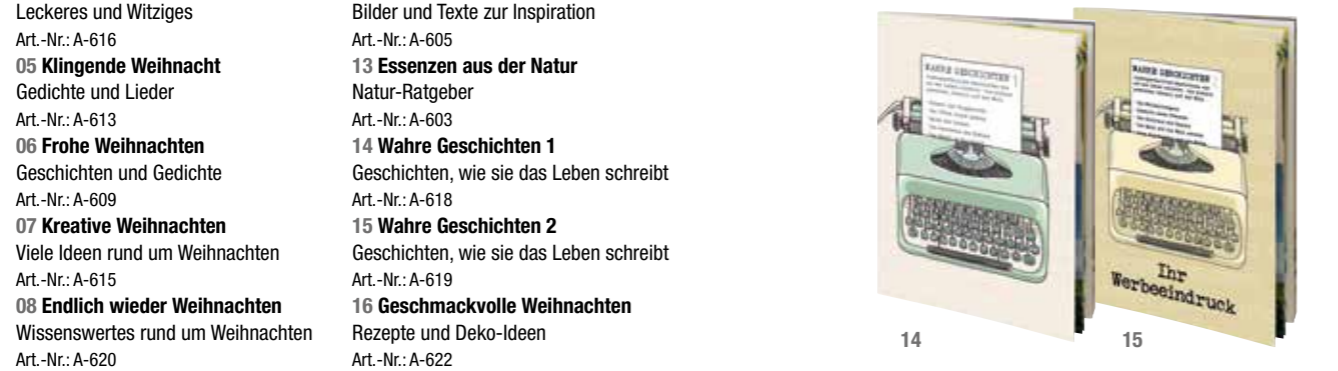 Leckeres und Witziges
Art.-Nr.: A-616
05 Klingende Weihnacht
Gedichte und Lieder
Art.-Nr.: A-613
06 Frohe Weihnachten
Geschichten und Gedichte
Art.-Nr.: A-609
07 Kreative Weihnachten
Viele Ideen rund um Weihnachten
Art.-Nr.: A-615
08 Endlich wieder Weihnachten
Wissenswertes rund um Weihnachten
Art.-Nr.: A-620
Bilder und Texte zur Inspiration
Art.-Nr.: A-605
13 Essenzen aus der Natur
Natur-Ratgeber
Art.-Nr.: A-603
14 Wahre Geschichten 1
Geschichten, wie sie das Leben schreibt
Art.-Nr.: A-618
15 Wahre Geschichten 2
Geschichten, wie sie das Leben schreibt
Art.-Nr.: A-619
16 Geschmackvolle Weihnachten
Rezepte und Deko-Ideen
Art.-Nr.: A-622
WAHRE GESCHICHTEN
WAHRE GESCHICHTEN
Ihr
Werbeeindruck
14
15